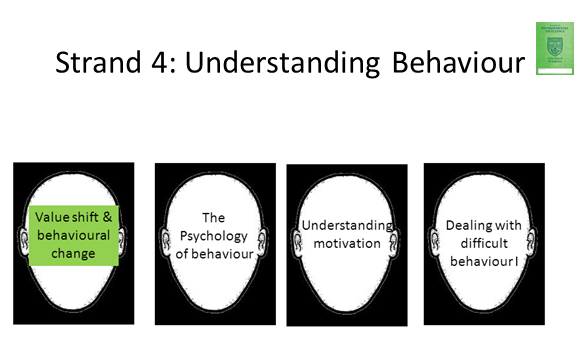 Strand 4: Understanding Behaviour
Value shift &
behavioural
change
The
Psychology
of behaviour
Understanding
motivation
Dealing with
difficult
behaviour I